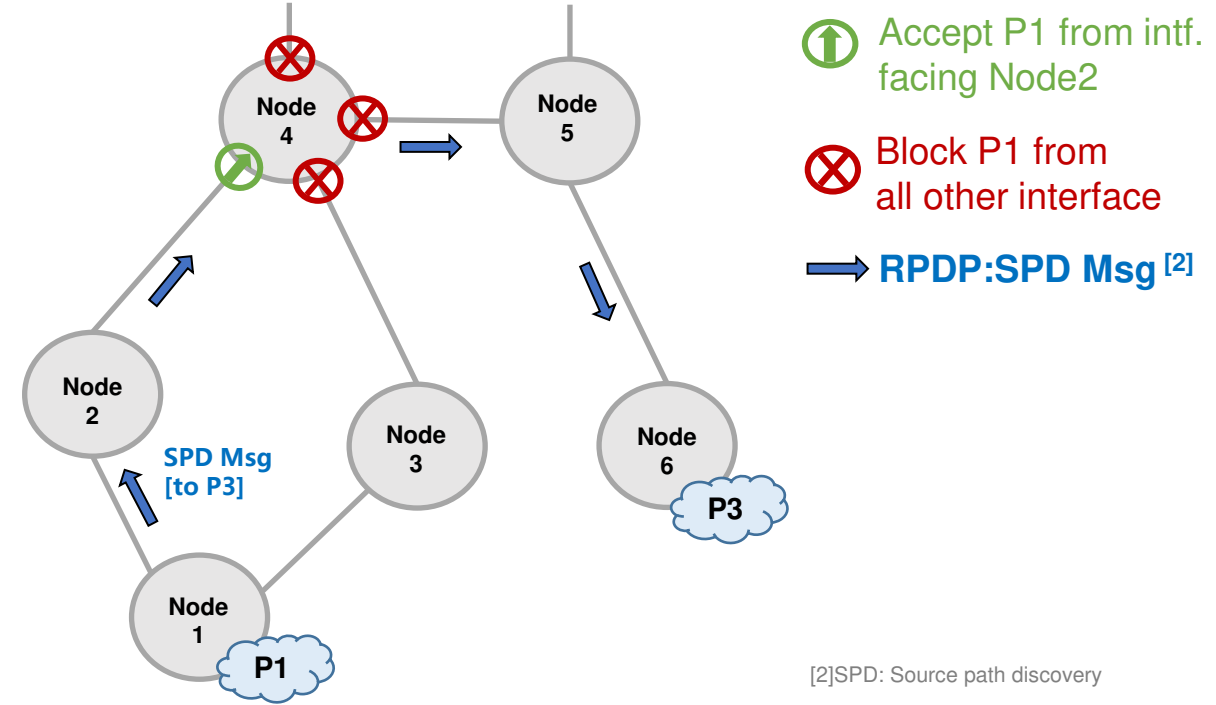 Accept P1 from intf.
facing Node2
Block P1 from
all other interface
RPDP:SPD Msg [2]
Node
4
Node
5
Node
2
Node
3
Node
6
P3
SPD Msg
[to P3]
Node
1
P1
[2]SPD: Source path discovery